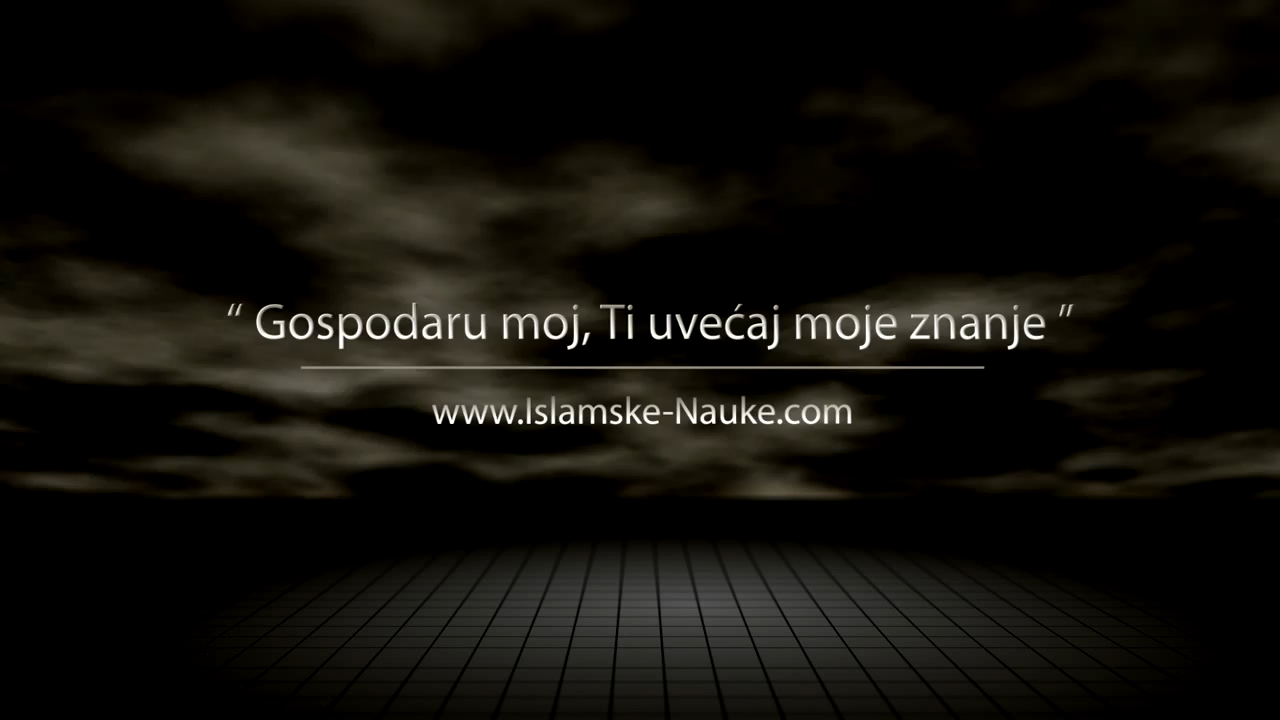 “ Gospodaru moj, Ti uvećaj moje znanje ”
www.Islamske-Nauke.com